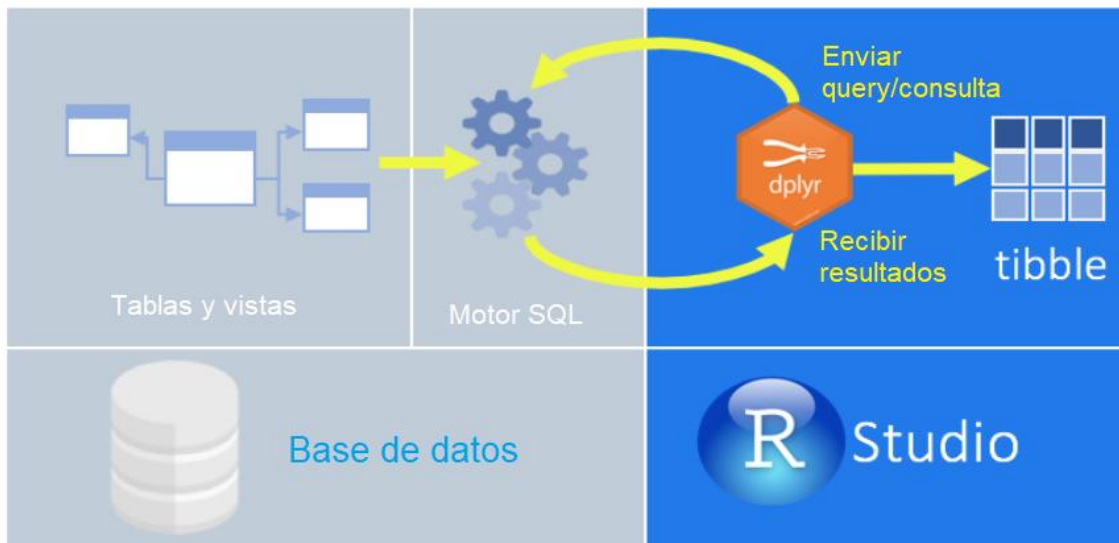 Enviar
query/consulta
dplyr
Recibir
resultados
tibble
Tablas y vistas
Motor SQL
Base de datos
R Studio